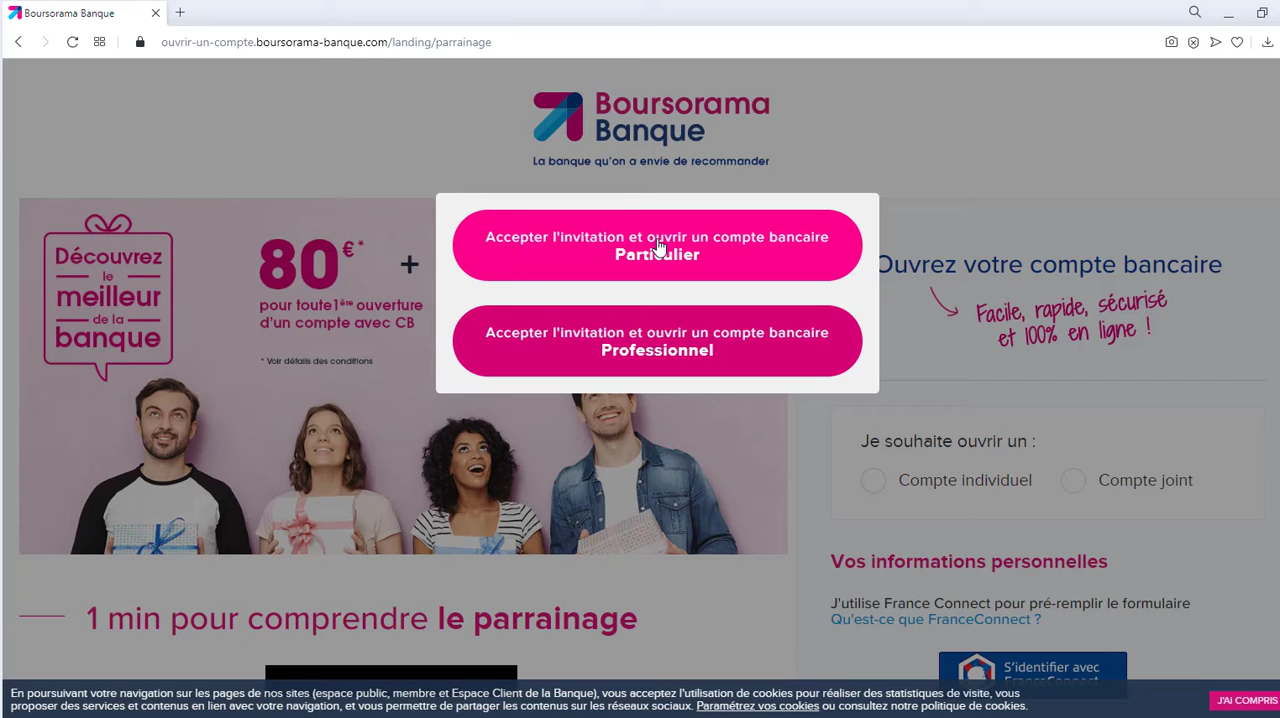 Boursorama Banque
ouvrir-un-compte.boursorama-banque.com/landing/parrainage
Boursorama
Banque
La banque qu'on a envie de recommander
Découvrez
le
meilleur
de la
banque
80€* +
pour toute 1ère ouverture
d'un compte avec CB
* Voir détails des conditions
Accepter l'invitation et ouvrir un compte bancaire
Particulier
Accepter l'invitation et ouvrir un compte bancaire
Professionnel
Ouvrez votre compte bancaire
Facile, rapide, sécurisé
et 100% en ligne !
Je souhaite ouvrir un :
Compte individuel
Compte joint
Vos informations personnelles
J'utilise France Connect pour pré-remplir le formulaire
Qu'est-ce que FranceConnect ?
S'identifier avec
FranceConnect
1 min pour comprendre le parrainage
En poursuivant votre navigation sur les pages de nos sites (espace public, membre et Espace Client de la Banque), vous acceptez l'utilisation de cookies pour réaliser des statistiques de visite, vous
proposer des services et contenus en lien avec votre navigation, et vous permettre de partager les contenus sur les réseaux sociaux. Paramétrez vos cookies ou consultez notre politique de cookies.
J'AI COMPRIS